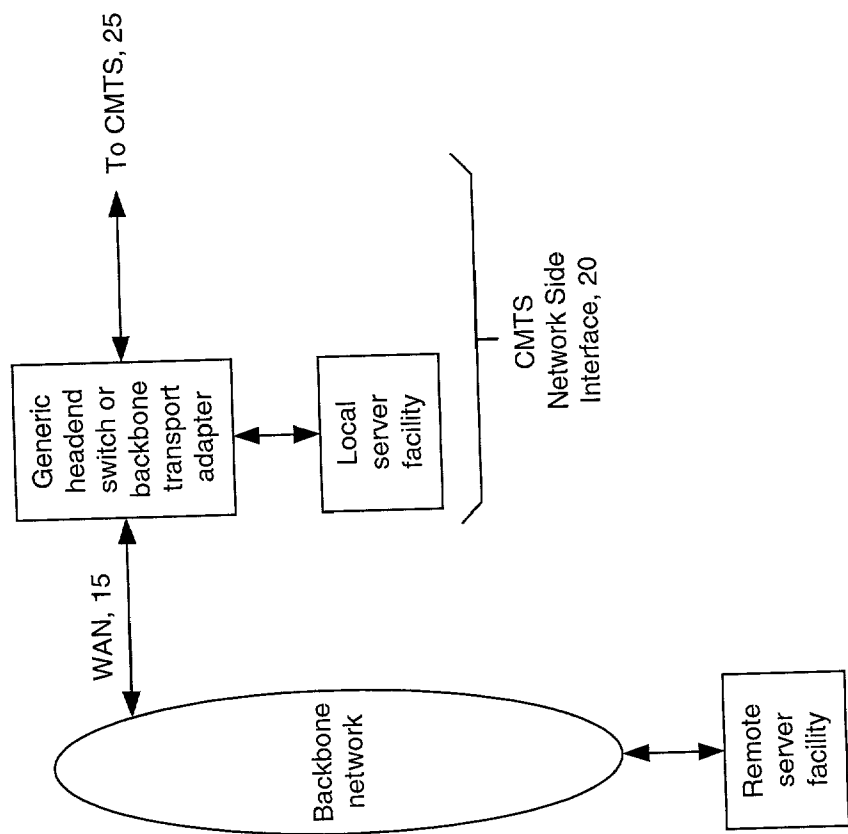 To CMTS, 25
Generic
headend
switch or
backbone
transport
adapter
WAN, 15
Local
server
facility
CMTS
Network Side
Interface, 20
Backbone
network
Remote
server
facility